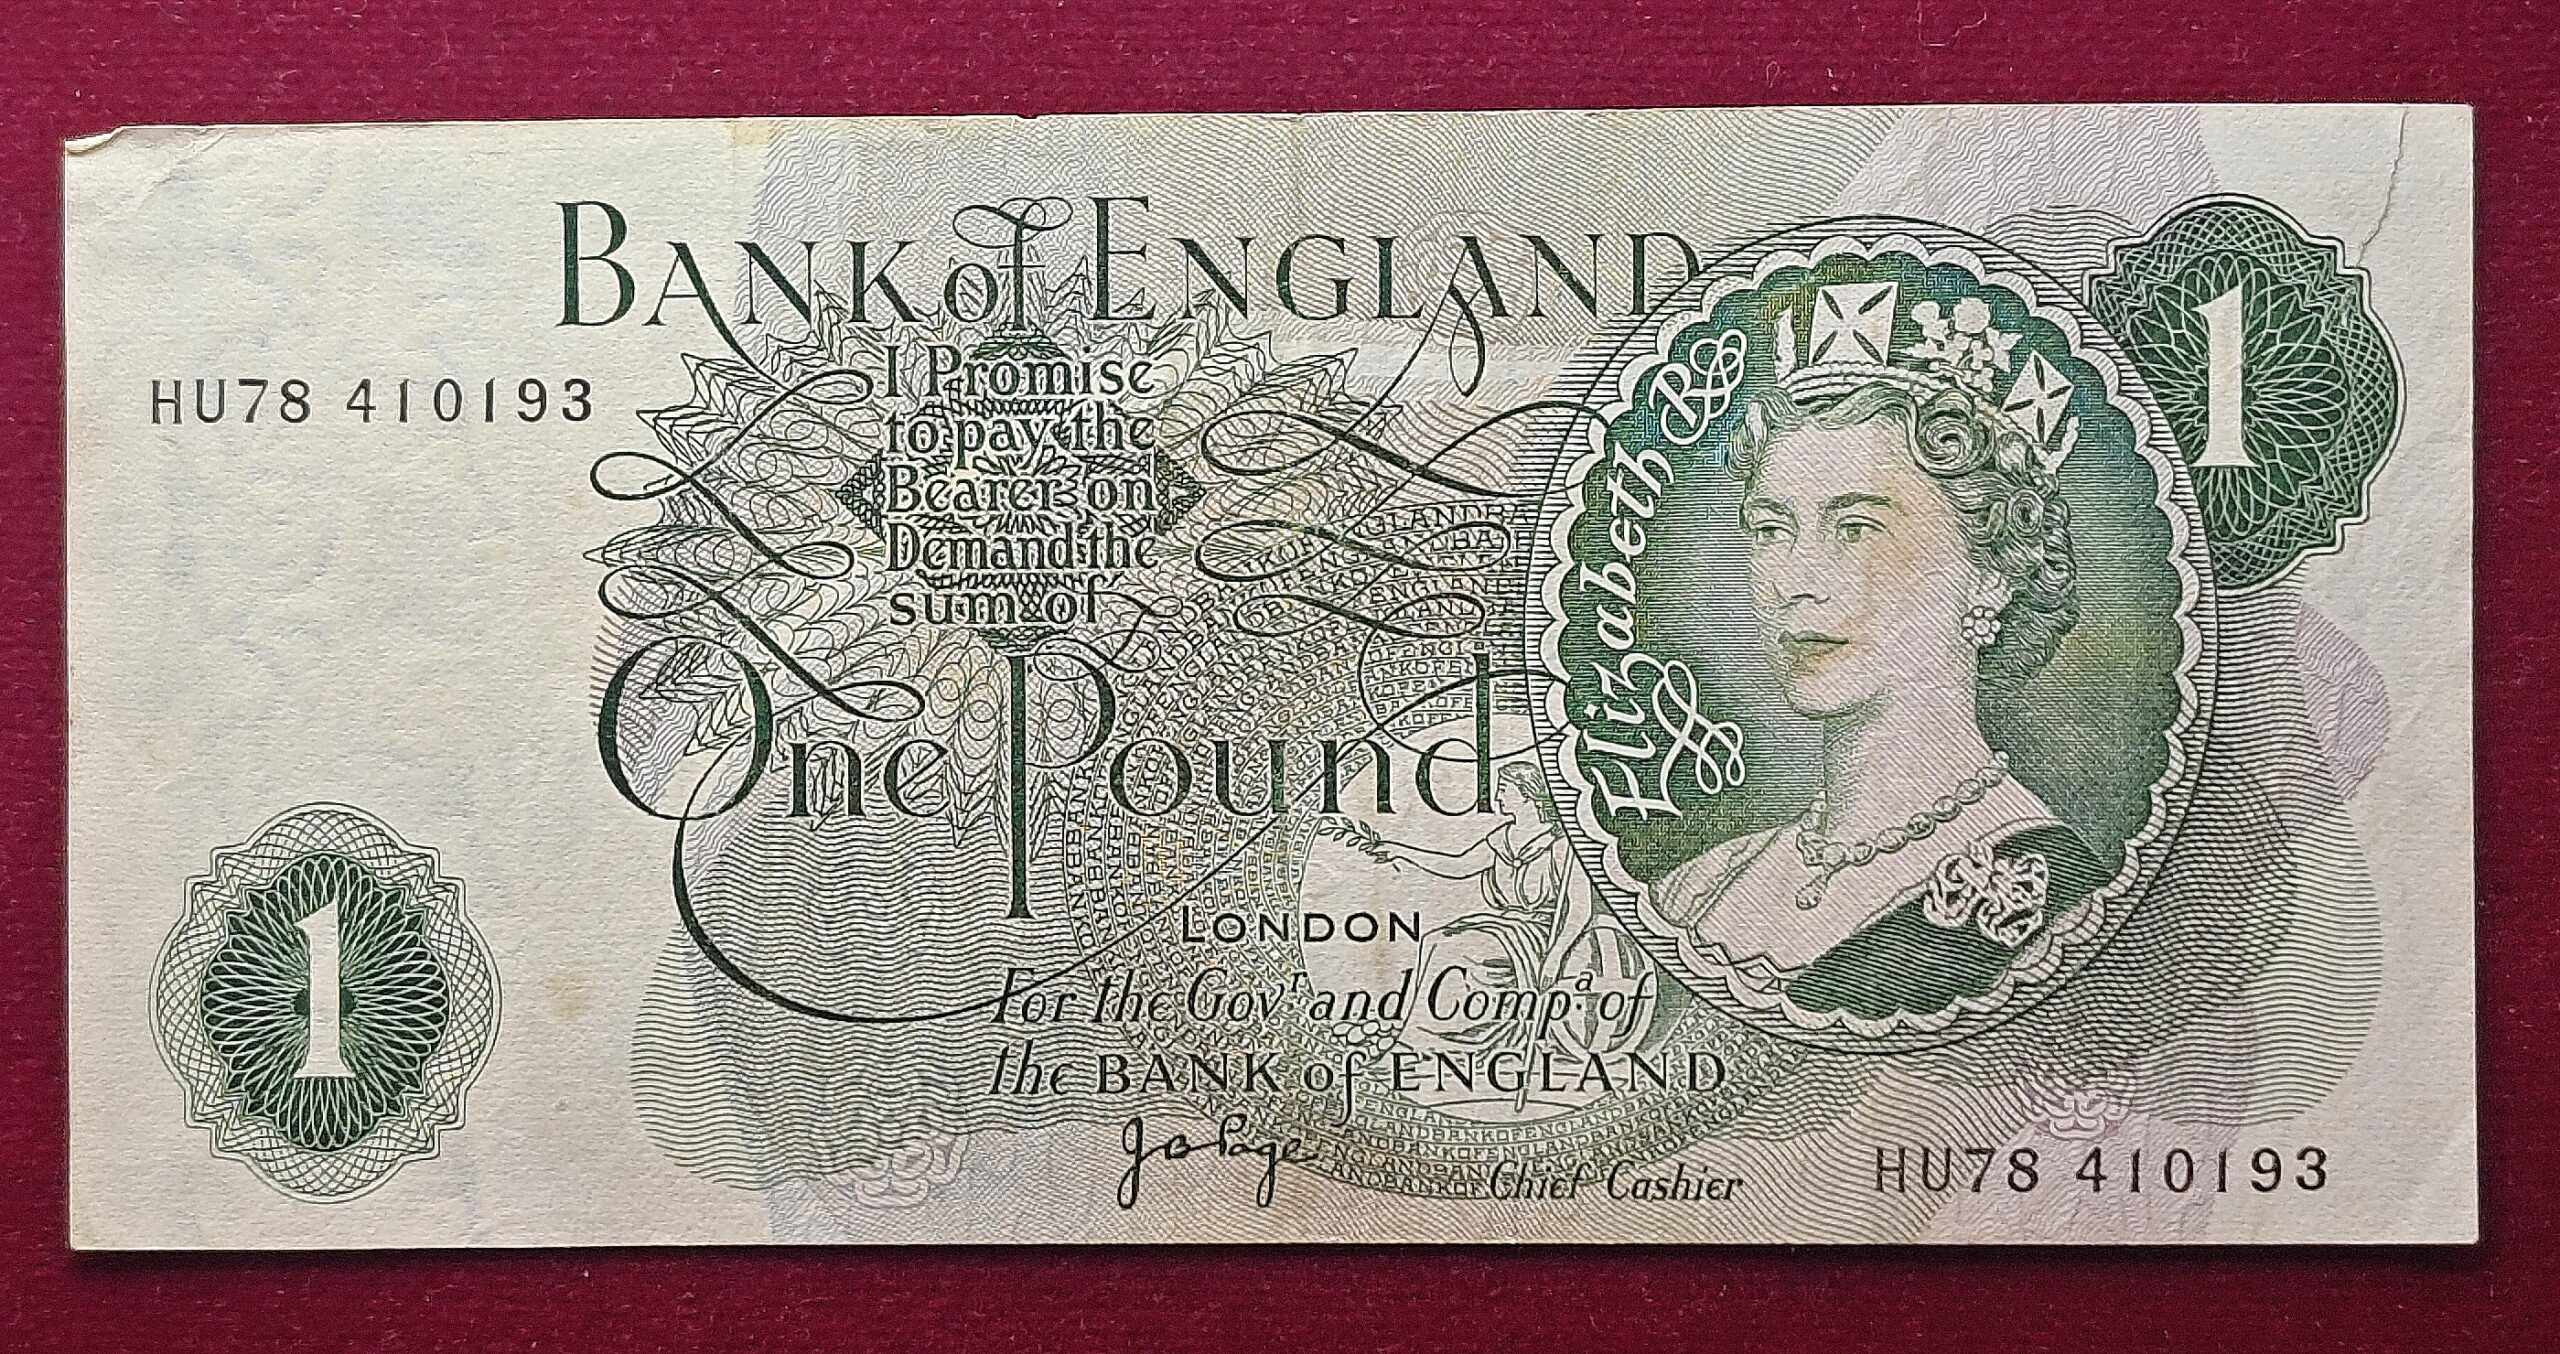 BANK of ENGLAND
I Promise
to pay the
Bearer on
Demand the
sum of
One Pound
HU78 410193
1
Elizabeth R
1
LONDON
For the Govr and Compa. of
the BANK of ENGLAND
J B Page
Chief Cashier
HU78 410193